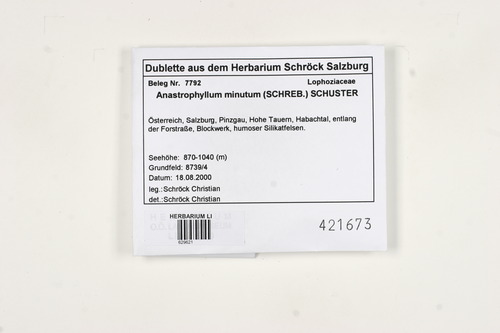 Dublette aus dem Herbarium Schröck Salzburg
Beleg Nr. 7792 Lophoziaceae
Anastrophyllum minutum (SCHREB.) SCHUSTER
Österreich, Salzburg, Pinzgau, Hohe Tauern, Habachtal, entlang
der Forstraße, Blockwerk, humoser Silikatfelsen.
Seehöhe: 870-1040 (m)
Grundfeld: 8739/4
Datum: 18.08.2000
leg.:Schröck Christian
det.:Schröck Christian
HERBARIUM LI
629621
421673